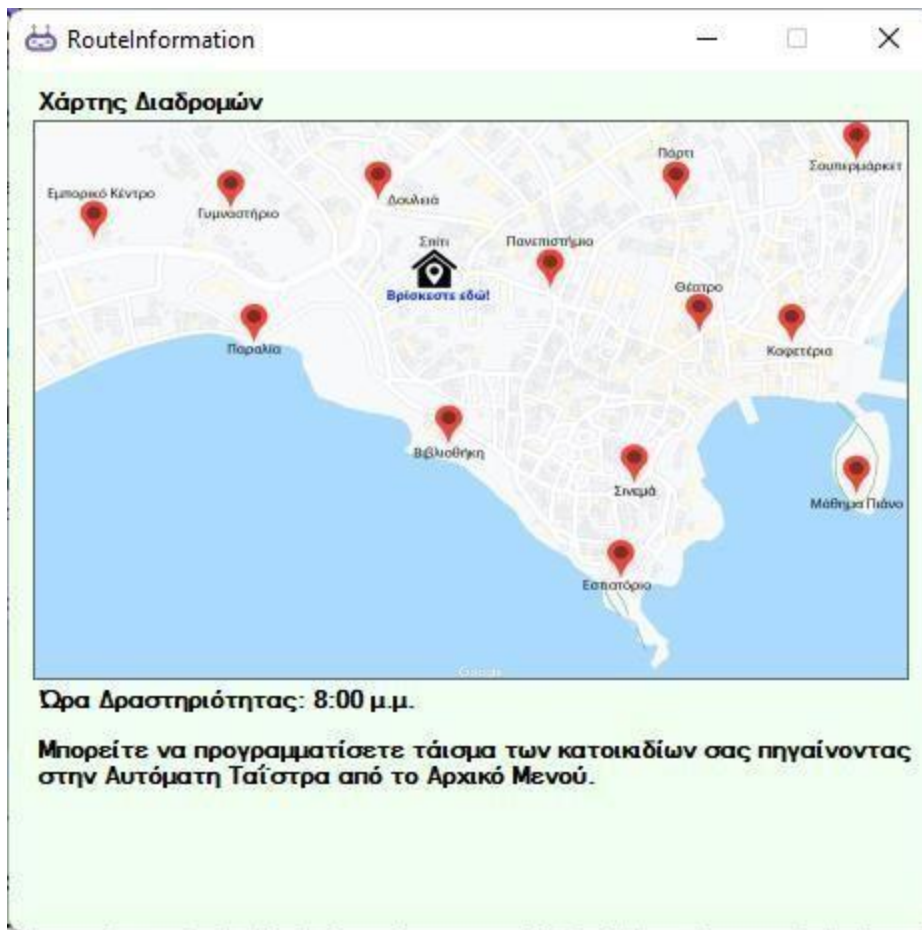 RouteInformation
Χάρτης Διαδρομών
Πάρτι
Σουπερμάρκετ
Εμπορικό Κέντρο
Γυμναστήριο
Δουλειά
Σπίτι
Πανεπιστήμιο
Βρίσκεστε εδώ!
Θέατρο
Παραλία
Καφετέρια
Βιβλιοθήκη
Σινεμά
Μάθημα Πιάνο
Εστιατόριο
Google
Ώρα Δραστηριότητας: 8:00 μ.μ.
Μπορείτε να προγραμματίσετε τάισμα των κατοικιδίων σας πηγαίνοντας
στην Αυτόματη Ταΐστρα από το Αρχικό Μενού.